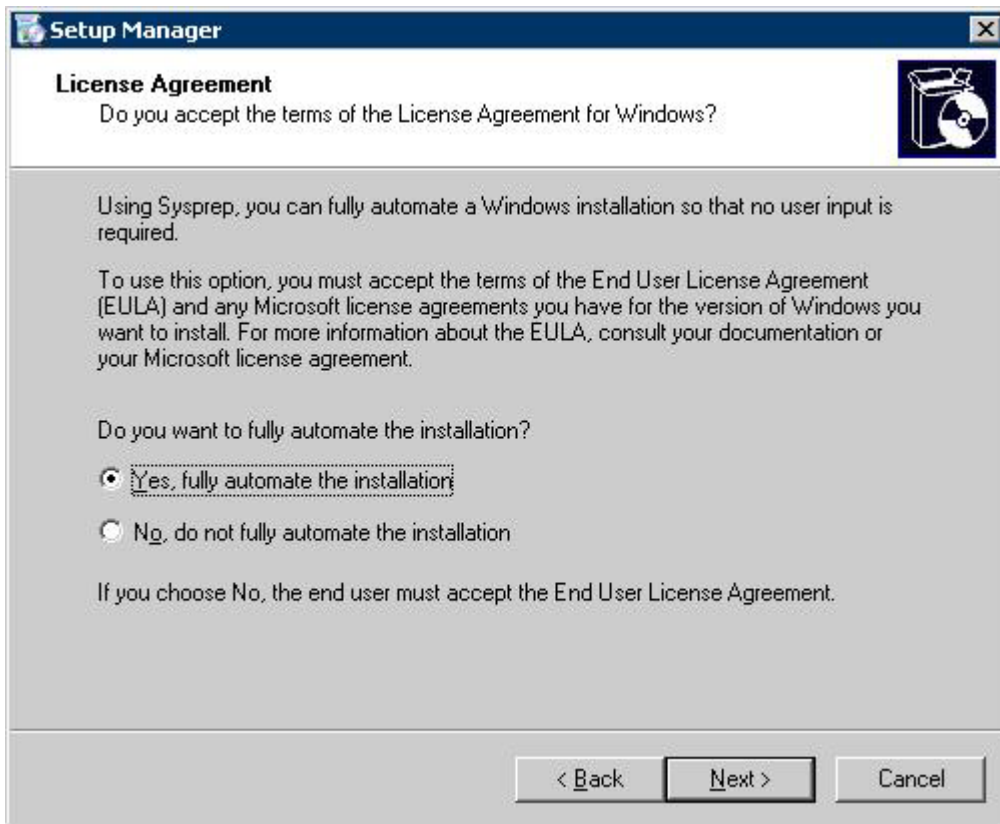 Setup Manager
License Agreement
Do you accept the terms of the License Agreement for Windows?
Using Sysprep, you can fully automate a Windows installation so that no user input is
required.
To use this option, you must accept the terms of the End User License Agreement
(EULA) and any Microsoft license agreements you have for the version of Windows you
want to install. For more information about the EULA, consult your documentation or
your Microsoft license agreement.
Do you want to fully automate the installation?
Yes, fully automate the installation
No, do not fully automate the installation
If you choose No, the end user must accept the End User License Agreement.
< Back Next > Cancel